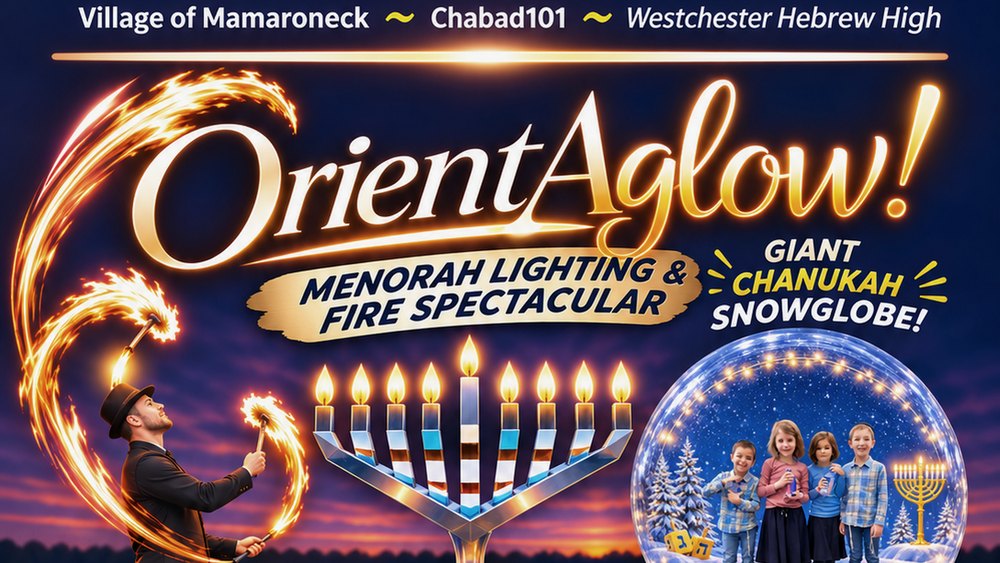 Village of Mamaroneck ~ Chabad101 ~ Westchester Hebrew High
OrientAglow!
MENORAH LIGHTING &
FIRE SPECTACULAR
GIANT
CHANUKAH
SNOWGLOBE!